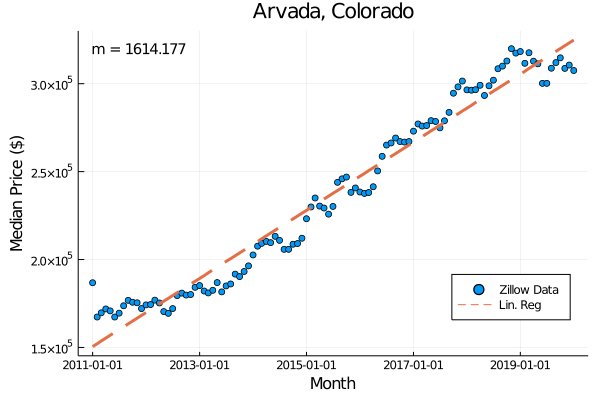 Arvada, Colorado
m = 1614.177
Median Price ($)
3.0×10⁵
2.5×10⁵
2.0×10⁵
1.5×10⁵
Zillow Data
Lin. Reg
2011-01-01 2013-01-01 2015-01-01 2017-01-01 2019-01-01
Month